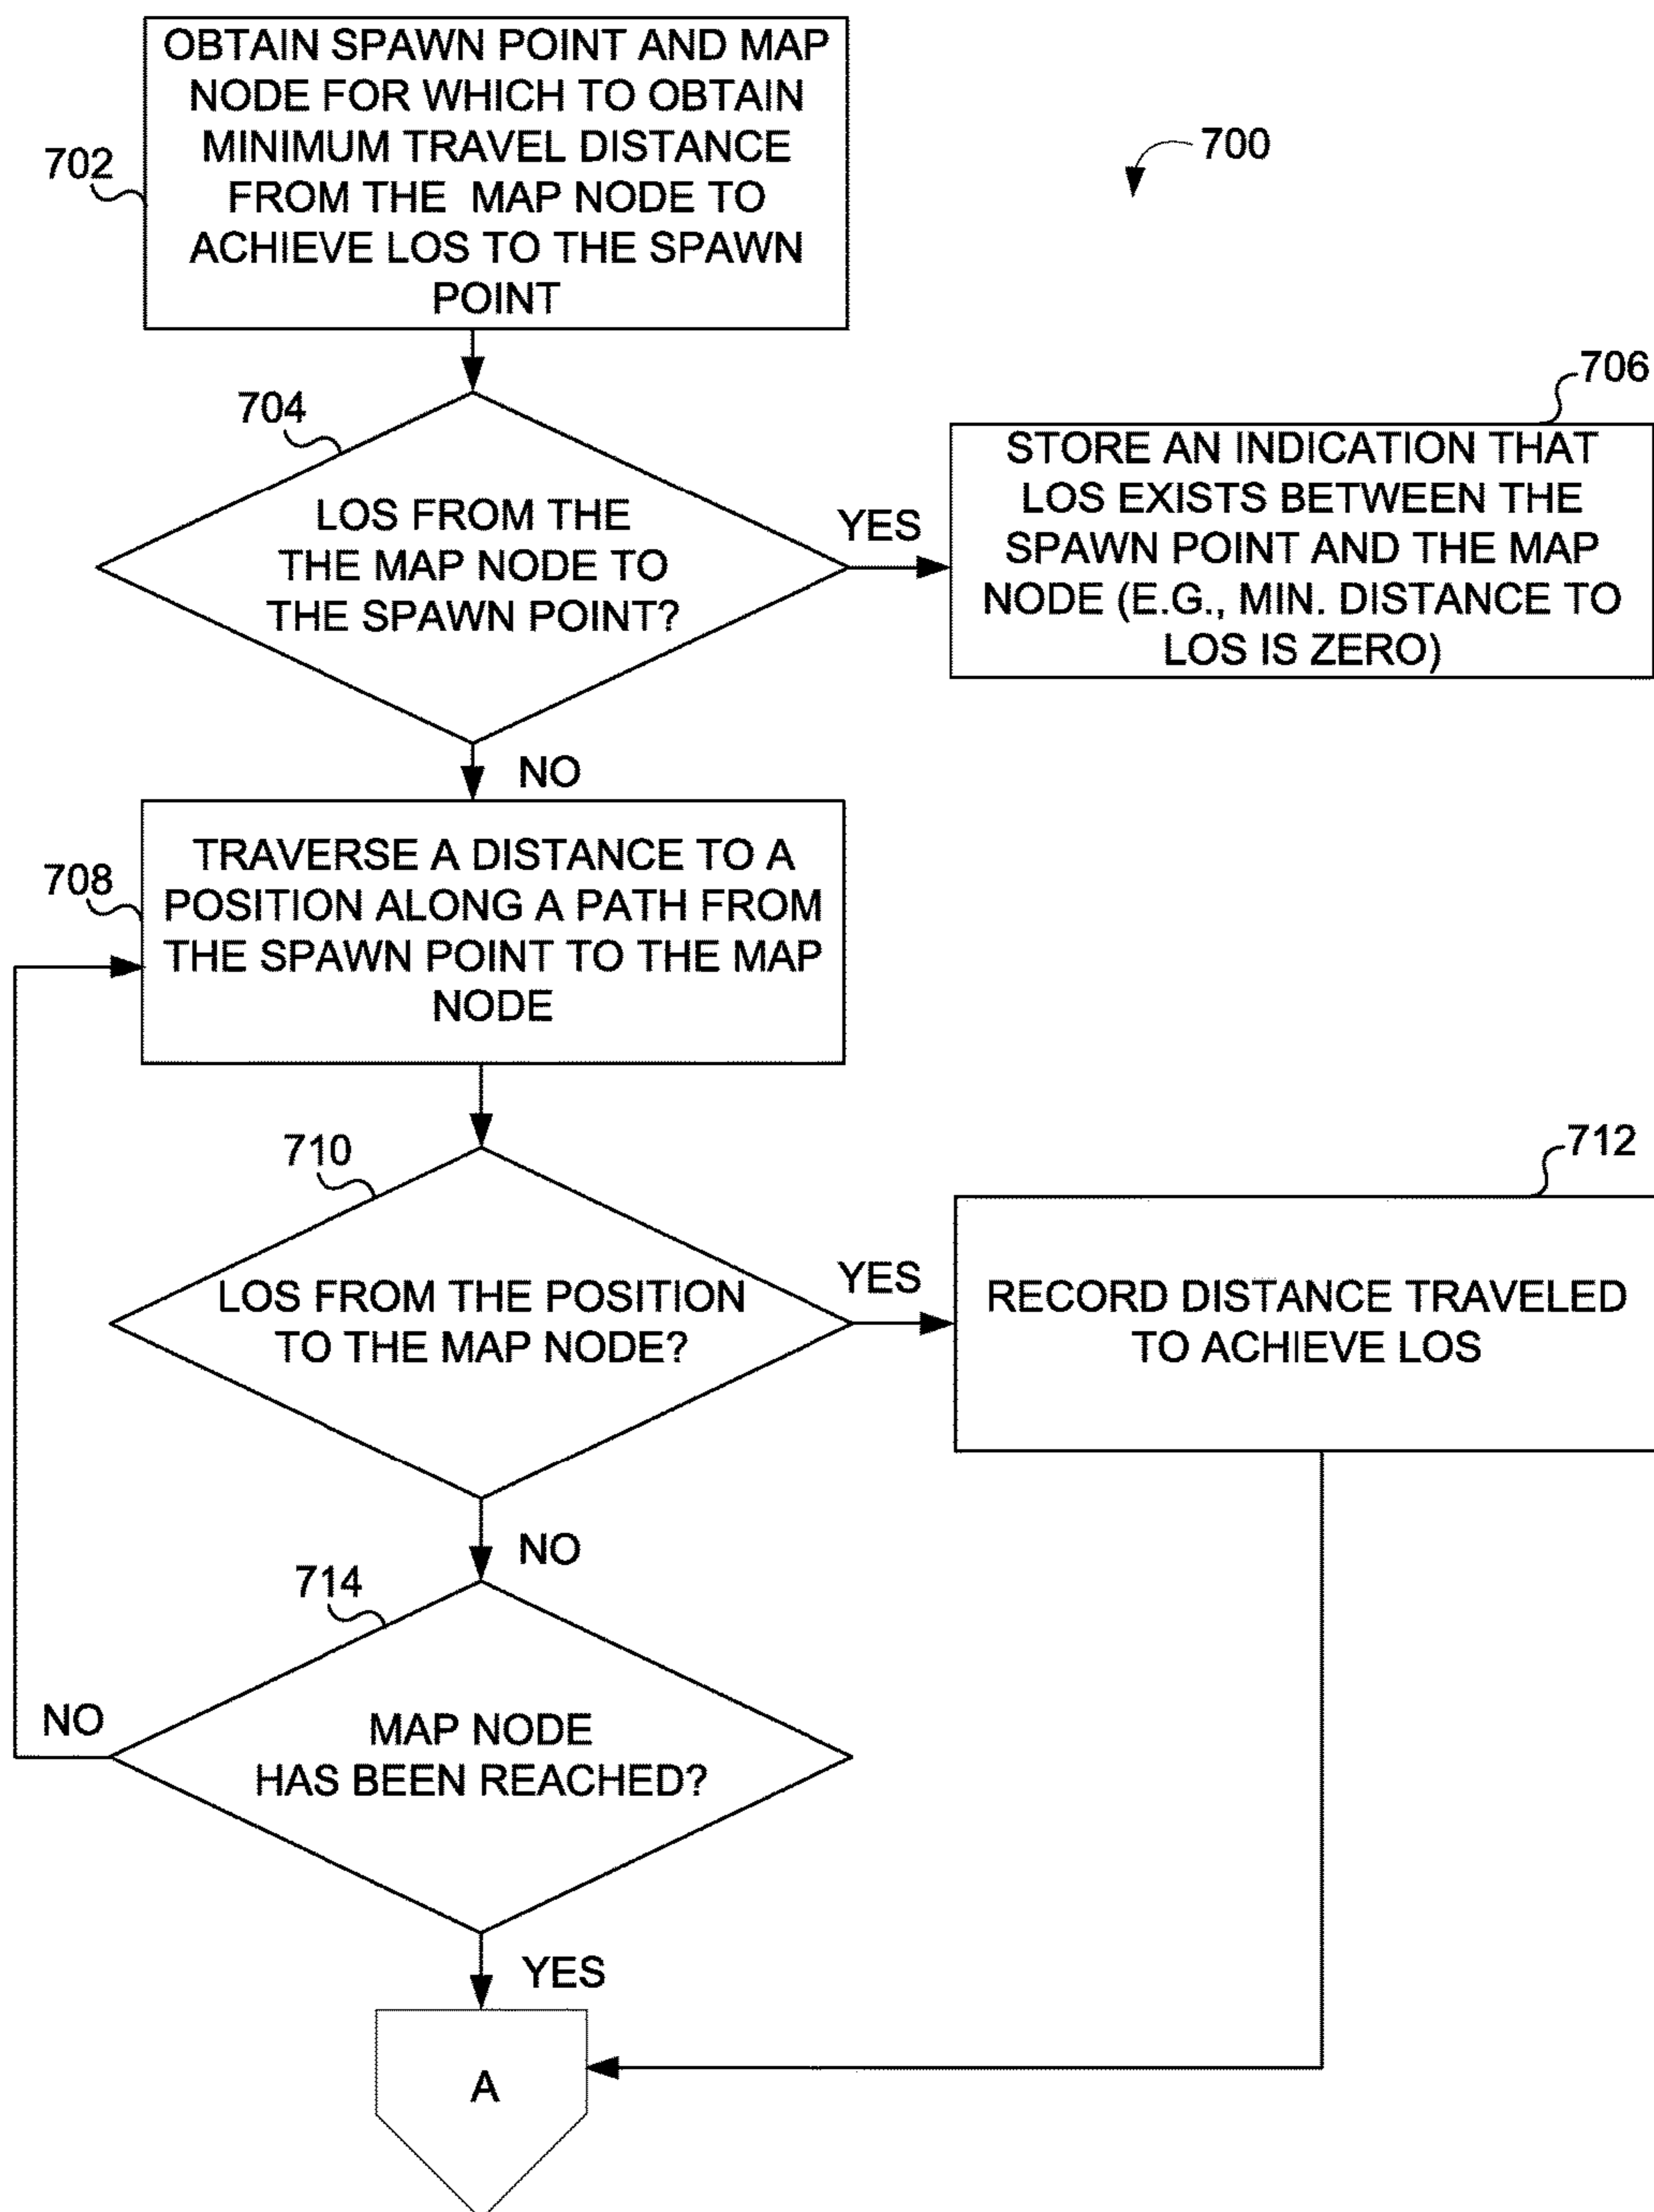 OBTAIN SPAWN POINT AND MAP
NODE FOR WHICH TO OBTAIN
MINIMUM TRAVEL DISTANCE
FROM THE MAP NODE TO
ACHIEVE LOS TO THE SPAWN
POINT
702
700
704
LOS FROM THE
THE MAP NODE TO
THE SPAWN POINT?
YES
706
STORE AN INDICATION THAT
LOS EXISTS BETWEEN THE
SPAWN POINT AND THE MAP
NODE (E.G., MIN. DISTANCE TO
LOS IS ZERO)
NO
708
TRAVERSE A DISTANCE TO A
POSITION ALONG A PATH FROM
THE SPAWN POINT TO THE MAP
NODE
710
LOS FROM THE POSITION
TO THE MAP NODE?
YES
712
RECORD DISTANCE TRAVELED
TO ACHIEVE LOS
NO
714
MAP NODE
HAS BEEN REACHED?
NO
YES
A